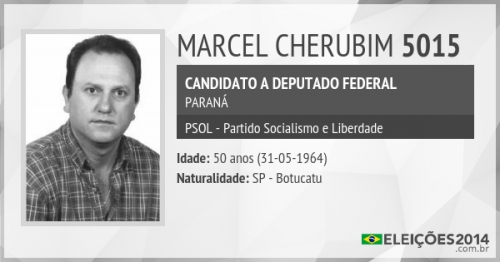 MARCEL CHERUBIM 5015
CANDIDATO A DEPUTADO FEDERAL
PARANÁ
PSOL - Partido Socialismo e Liberdade
Idade: 50 anos (31-05-1964)
Naturalidade: SP - Botucatu
ELEIÇÕES2014
.com.br